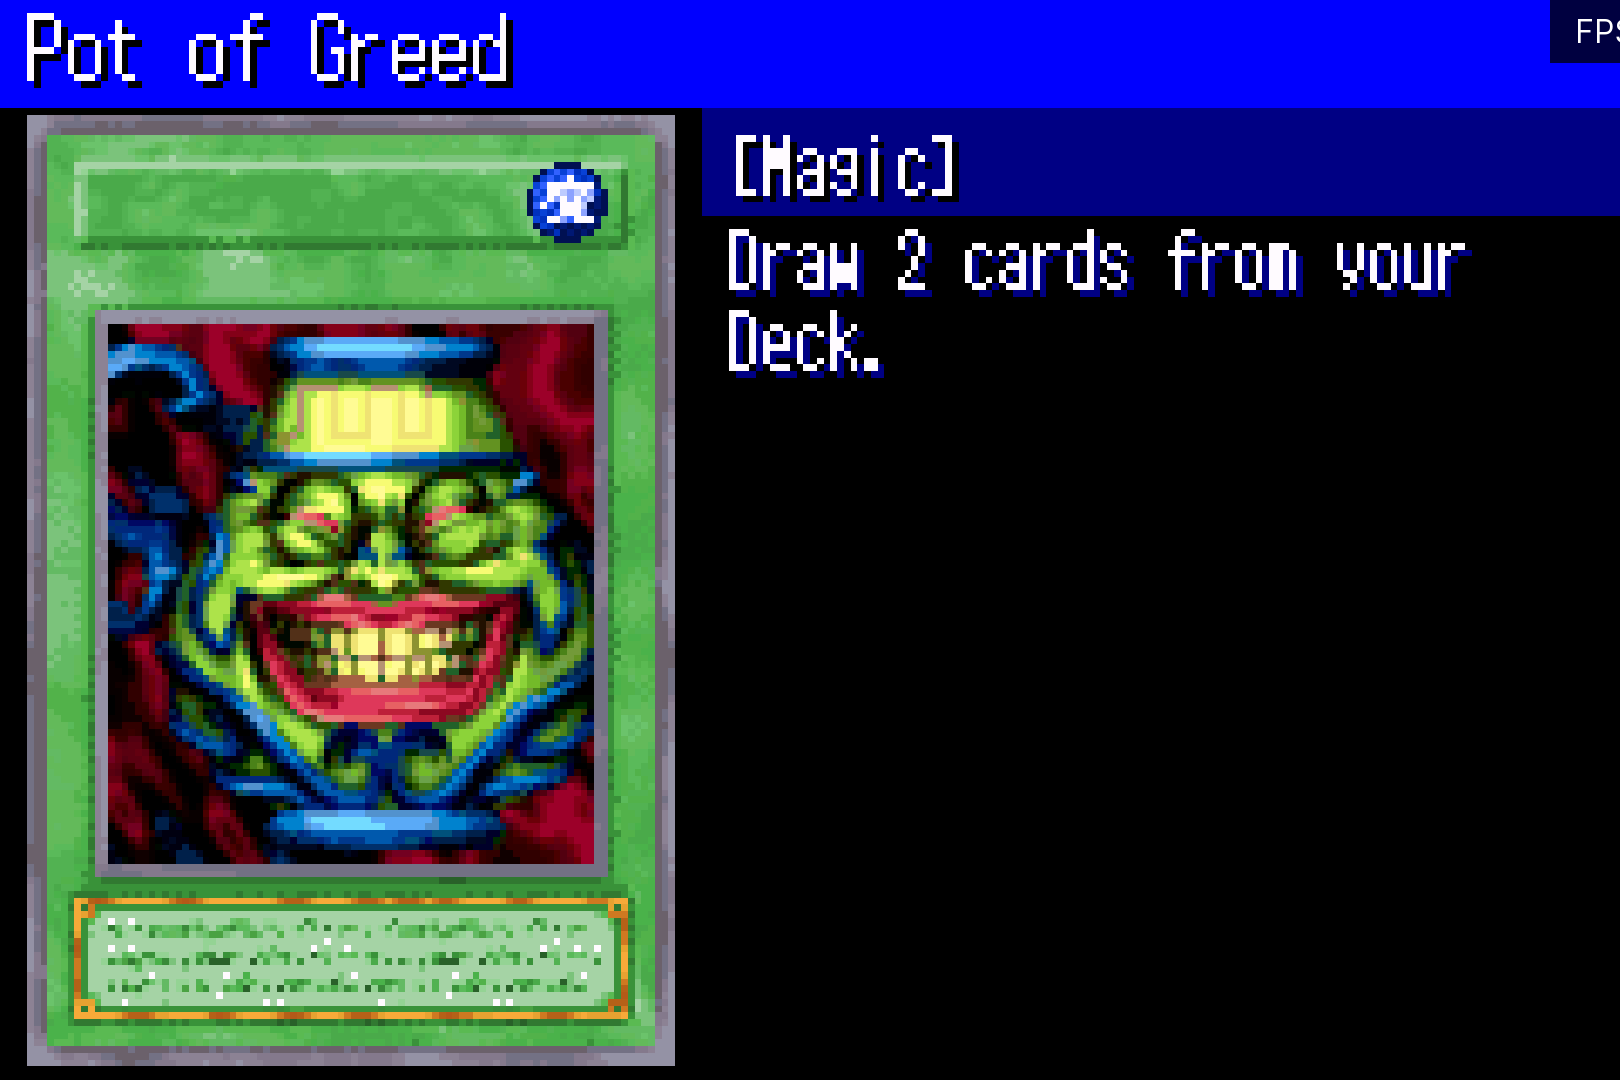 Pot of Greed
FPS
[Magic]
Draw 2 cards from your
Deck.